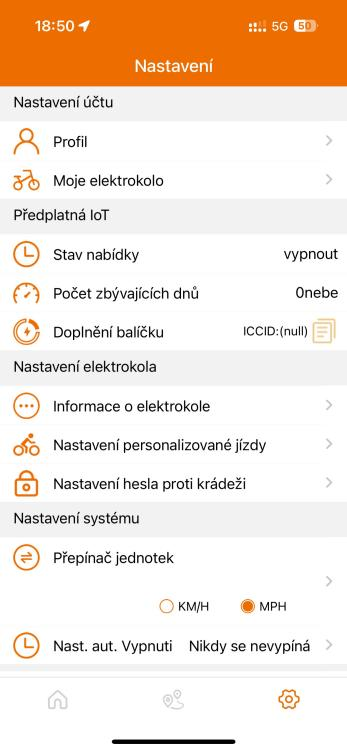 18:50
5G 50
Nastavení
Nastavení účtu
Profil
Moje elektrokolo
Předplatná IoT
Stav nabídky vypnout
Počet zbývajících dnů 0nebe
Doplnění balíčku ICCID:(null)
Nastavení elektrokola
Informace o elektrokole
Nastavení personalizované jízdy
Nastavení hesla proti krádeži
Nastavení systému
Přepínač jednotek
KM/H MPH
Nast. aut. Vypnuti Nikdy se nevypíná